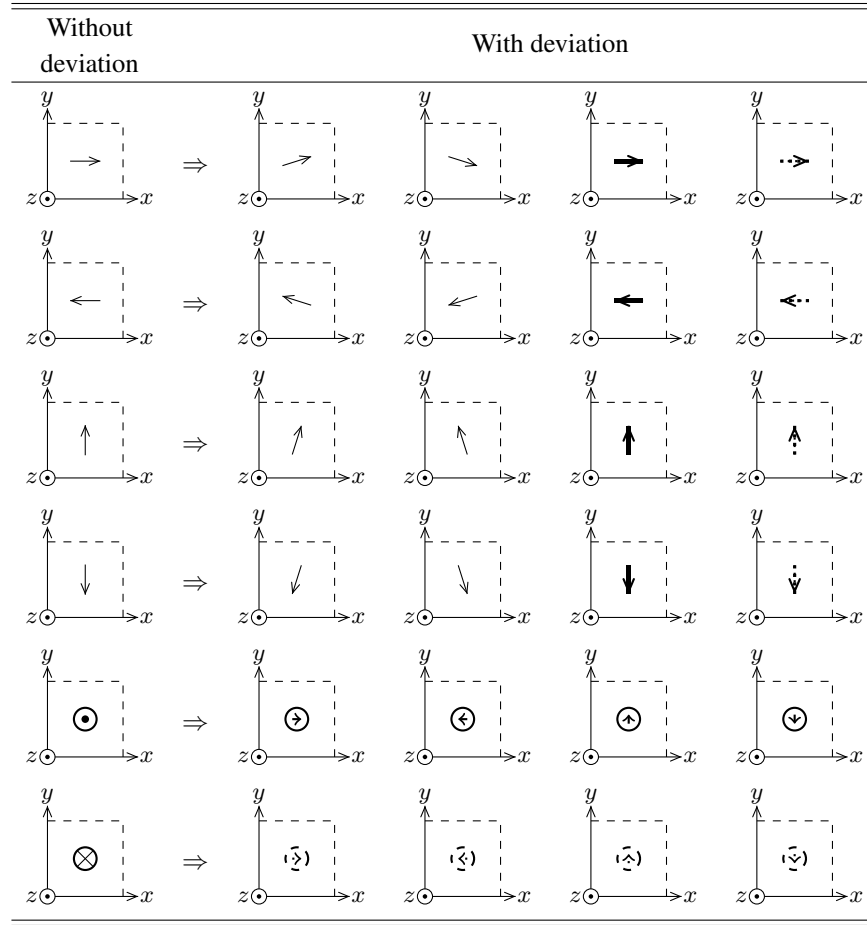 Without
deviation
With deviation
y y y y y
⇒
z x z x z x z x z x
y y y y y
⇒
z x z x z x z x z x
y y y y y
⇒
z x z x z x z x z x
y y y y y
⇒
z x z x z x z x z x
y y y y y
⇒
z x z x z x z x z x
y y y y y
⇒
z x z x z x z x z x